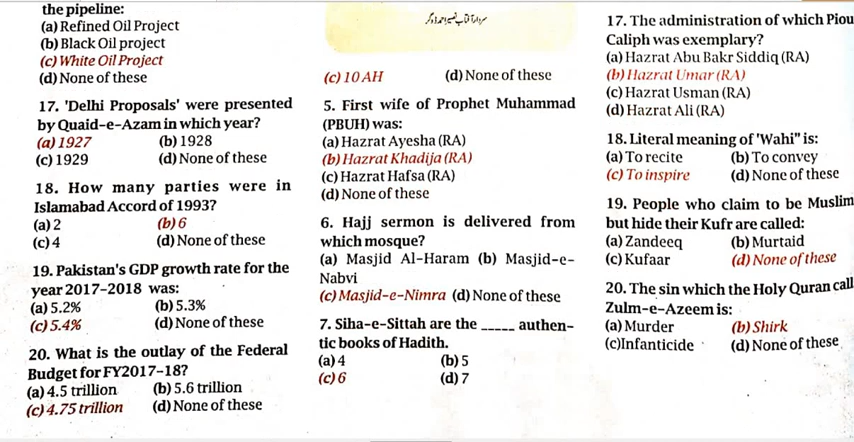 the pipeline:
(a) Refined Oil Project
(b) Black Oil project
(c) White Oil Project
(d) None of these
17. 'Delhi Proposals' were presented
by Quaid-e-Azam in which year?
(a) 1927 (b) 1928
(c) 1929 (d) None of these
18. How many parties were in
Islamabad Accord of 1993?
(a) 2 (b) 6
(c) 4 (d) None of these
19. Pakistan's GDP growth rate for the
year 2017-2018 was:
(a) 5.2% (b) 5.3%
(c) 5.4% (d) None of these
20. What is the outlay of the Federal
Budget for FY2017-18?
(a) 4.5 trillion (b) 5.6 trillion
(c) 4.75 trillion (d) None of these
(c) 10 AH (d) None of these
5. First wife of Prophet Muhammad
(PBUH) was:
(a) Hazrat Ayesha (RA)
(b) Hazrat Khadija (RA)
(c) Hazrat Hafsa (RA)
(d) None of these
6. Hajj sermon is delivered from
which mosque?
(a) Masjid Al-Haram (b) Masjid-e-
Nabvi
(c) Masjid-e-Nimra (d) None of these
7. Siha-e-Sittah are the _____ authen-
tic books of Hadith.
(a) 4 (b) 5
(c) 6 (d) 7
17. The administration of which Piou
Caliph was exemplary?
(a) Hazrat Abu Bakr Siddiq (RA)
(b) Hazrat Umar (RA)
(c) Hazrat Usman (RA)
(d) Hazrat Ali (RA)
18. Literal meaning of 'Wahi" is:
(a) To recite (b) To convey
(c) To inspire (d) None of these
19. People who claim to be Muslim
but hide their Kufr are called:
(a) Zandeeq (b) Murtaid
(c) Kufaar (d) None of these
20. The sin which the Holy Quran call
Zulm-e-Azeem is:
(a) Murder (b) Shirk
(c)Infanticide (d) None of these